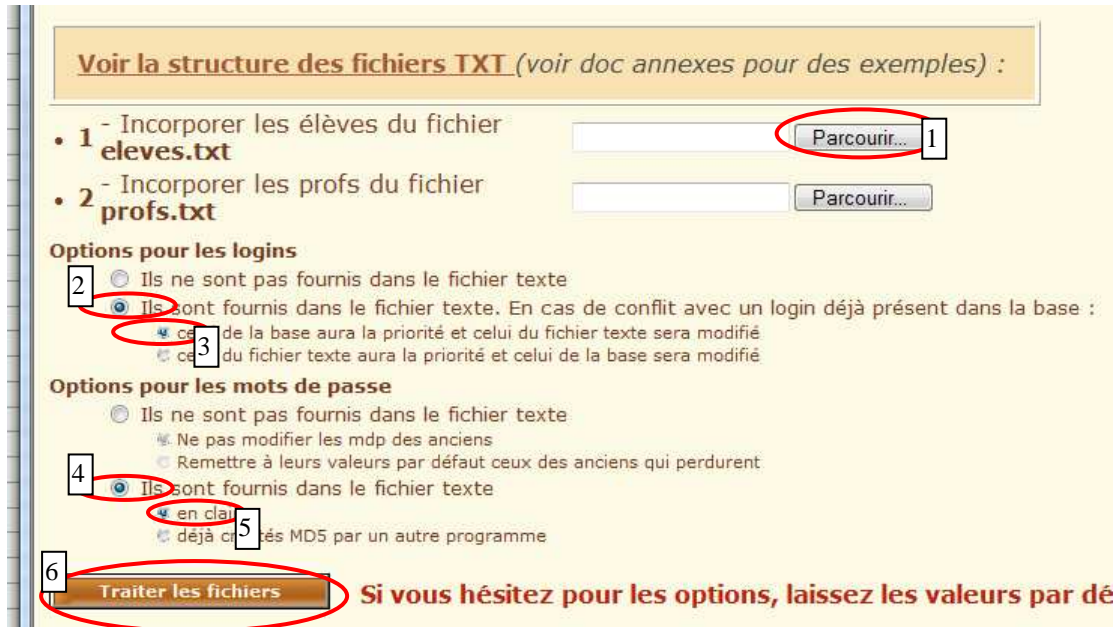 Voir la structure des fichiers TXT (voir doc annexes pour des exemples) :
• 1 - Incorporer les élèves du fichier
eleves.txt
Parcourir... 1
• 2 - Incorporer les profs du fichier
profs.txt
Parcourir...
Options pour les logins
Ils ne sont pas fournis dans le fichier texte
2
Ils sont fournis dans le fichier texte. En cas de conflit avec un login déjà présent dans la base :
de la base aura la priorité et celui du fichier texte sera modifié
3
du fichier texte aura la priorité et celui de la base sera modifié
Options pour les mots de passe
Ils ne sont pas fournis dans le fichier texte
Ne pas modifier les mdp des anciens
Remettre à leurs valeurs par défaut ceux des anciens qui perdurent
4
Ils sont fournis dans le fichier texte
en clai
5
déjà cr tés MD5 par un autre programme
6
Traiter les fichiers
Si vous hésitez pour les options, laissez les valeurs par dé